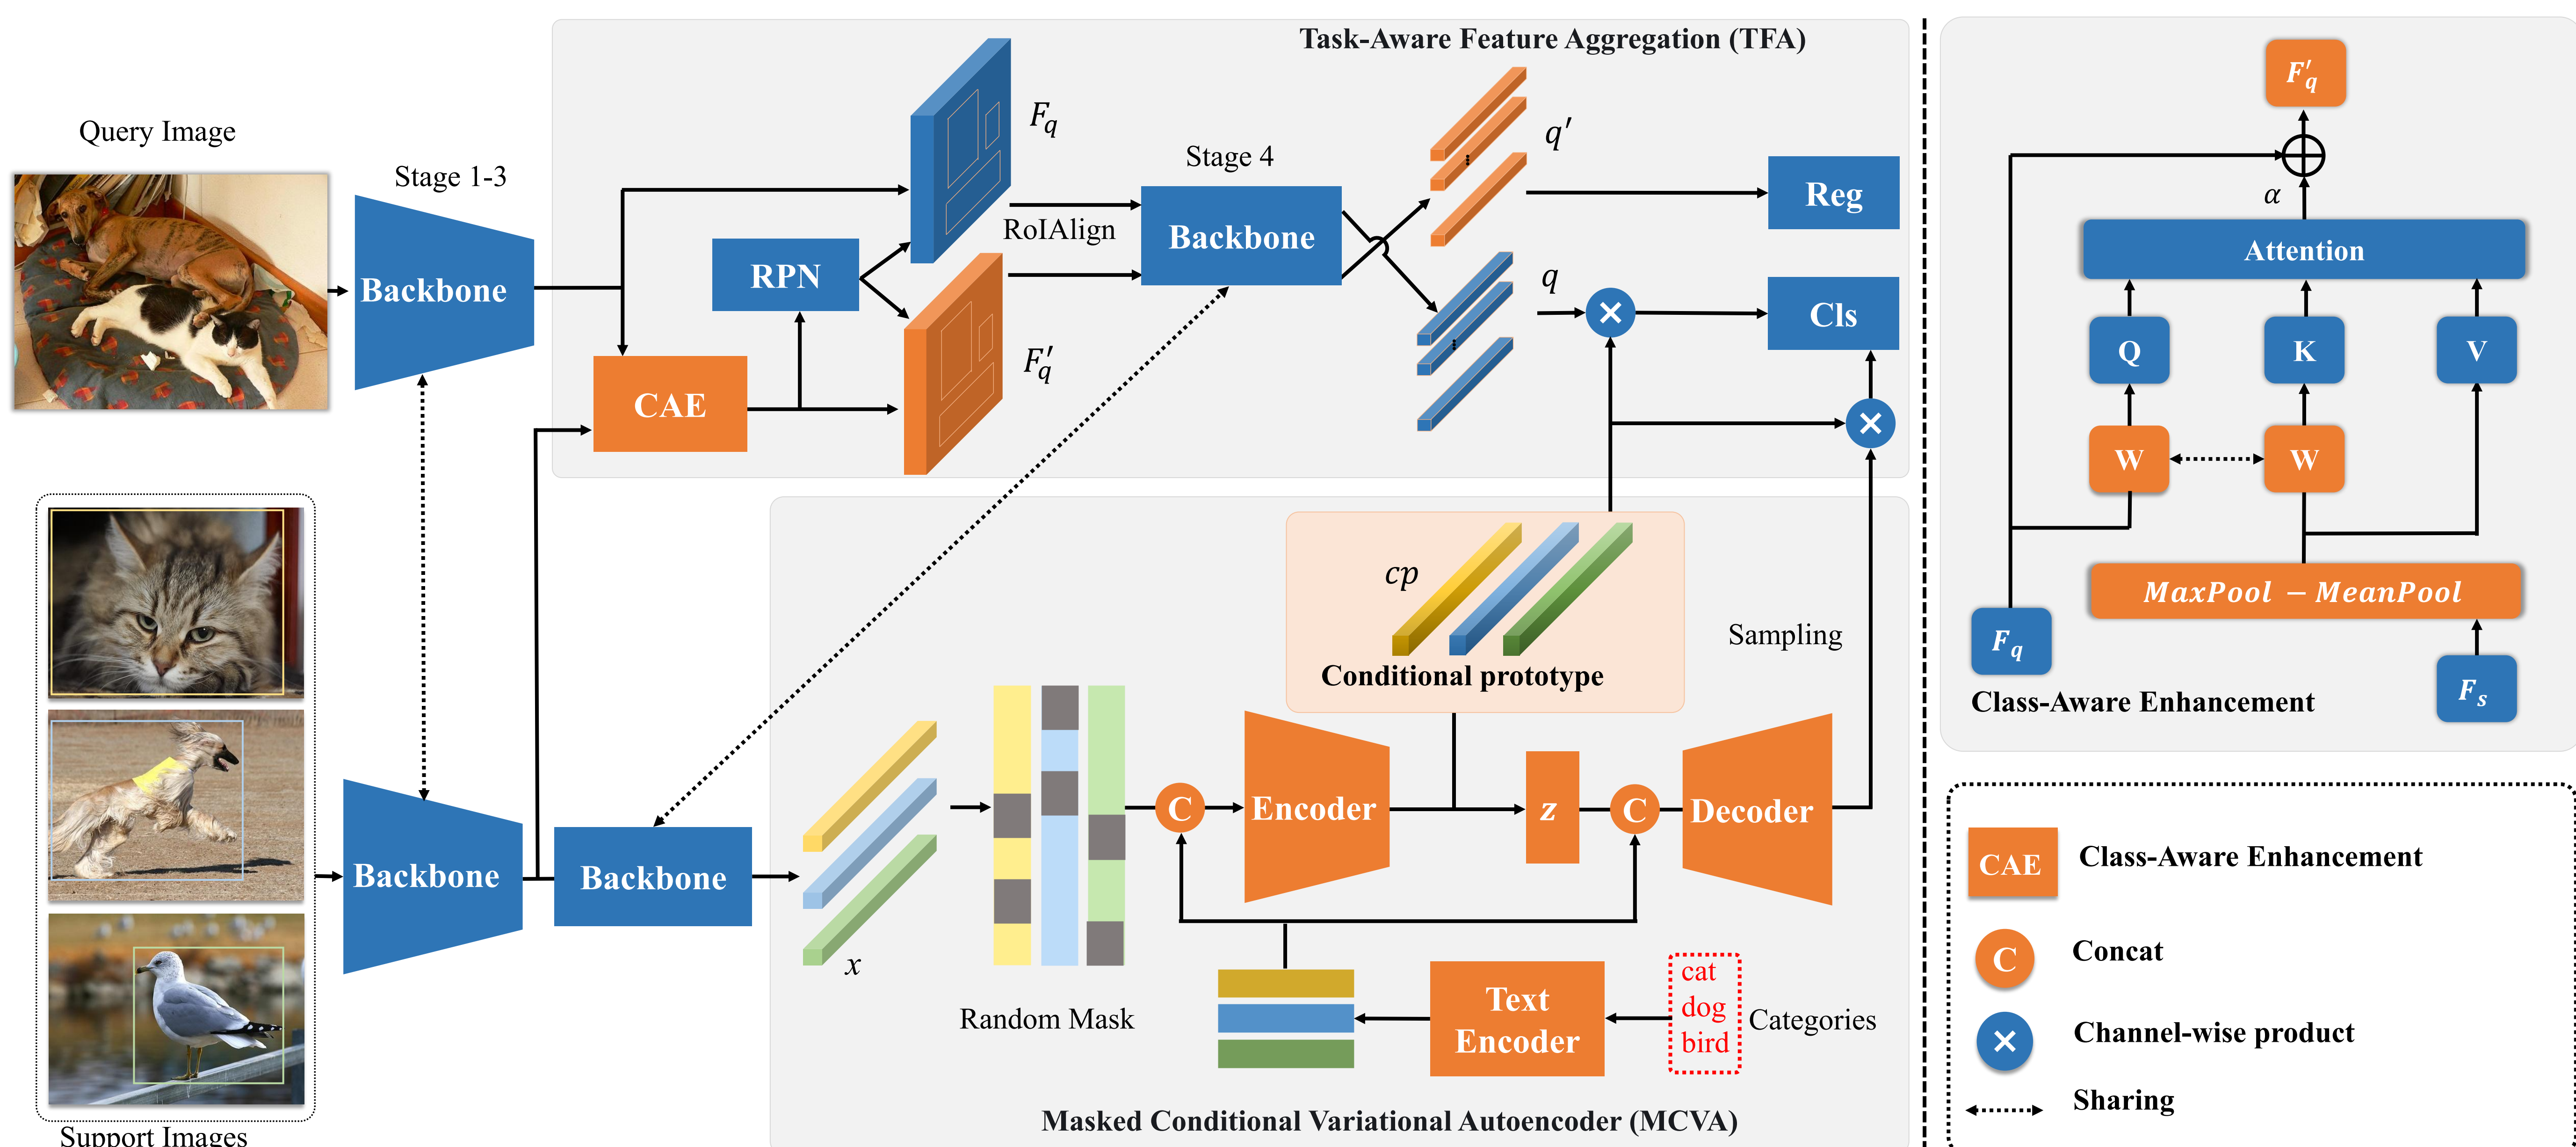 Task-Aware Feature Aggregation (TFA)
Query Image
Stage 1-3
Backbone
CAE
RPN
F_q
F'_q
RoIAlign
Stage 4
Backbone
q'
q
×
Reg
Cls
×
Support Images
Backbone
Backbone
x
Random Mask
C
Encoder
cp
Conditional prototype
z
C
Decoder
Sampling
Text
Encoder
cat
dog
bird
Categories
Masked Conditional Variational Autoencoder (MCVA)
F'_q
α
Attention
Q
K
V
W
W
MaxPool − MeanPool
F_q
F_s
Class-Aware Enhancement
CAE Class-Aware Enhancement
C Concat
× Channel-wise product
Sharing